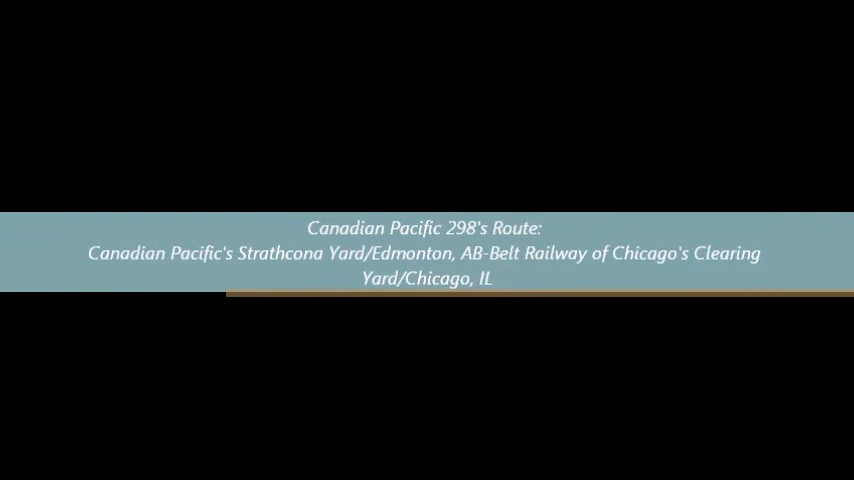 Canadian Pacific 298's Route:
Canadian Pacific's Strathcona Yard/Edmonton, AB-Belt Railway of Chicago's Clearing
Yard/Chicago, IL